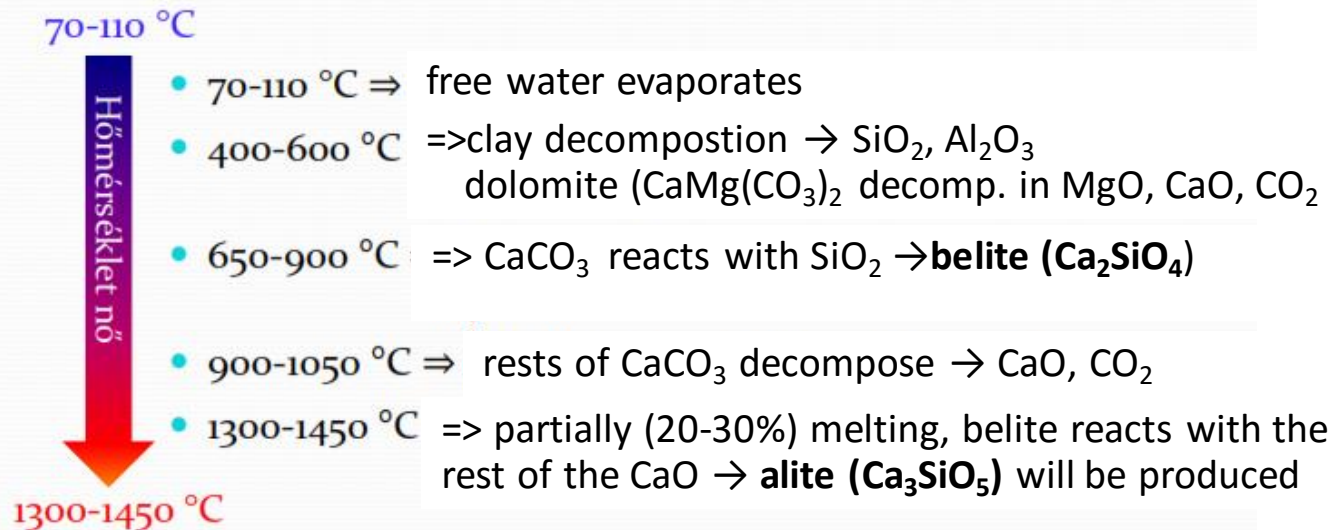 70-110 °C
Hőmérséklet nő
• 70-110 °C ⇒ free water evaporates
• 400-600 °C =>clay decompostion → SiO₂, Al₂O₃
dolomite (CaMg(CO₃)₂ decomp. in MgO, CaO, CO₂
• 650-900 °C => CaCO₃ reacts with SiO₂ →belite (Ca₂SiO₄)
• 900-1050 °C ⇒ rests of CaCO₃ decompose → CaO, CO₂
• 1300-1450 °C => partially (20-30%) melting, belite reacts with the
rest of the CaO → alite (Ca₃SiO₅) will be produced
1300-1450 °C